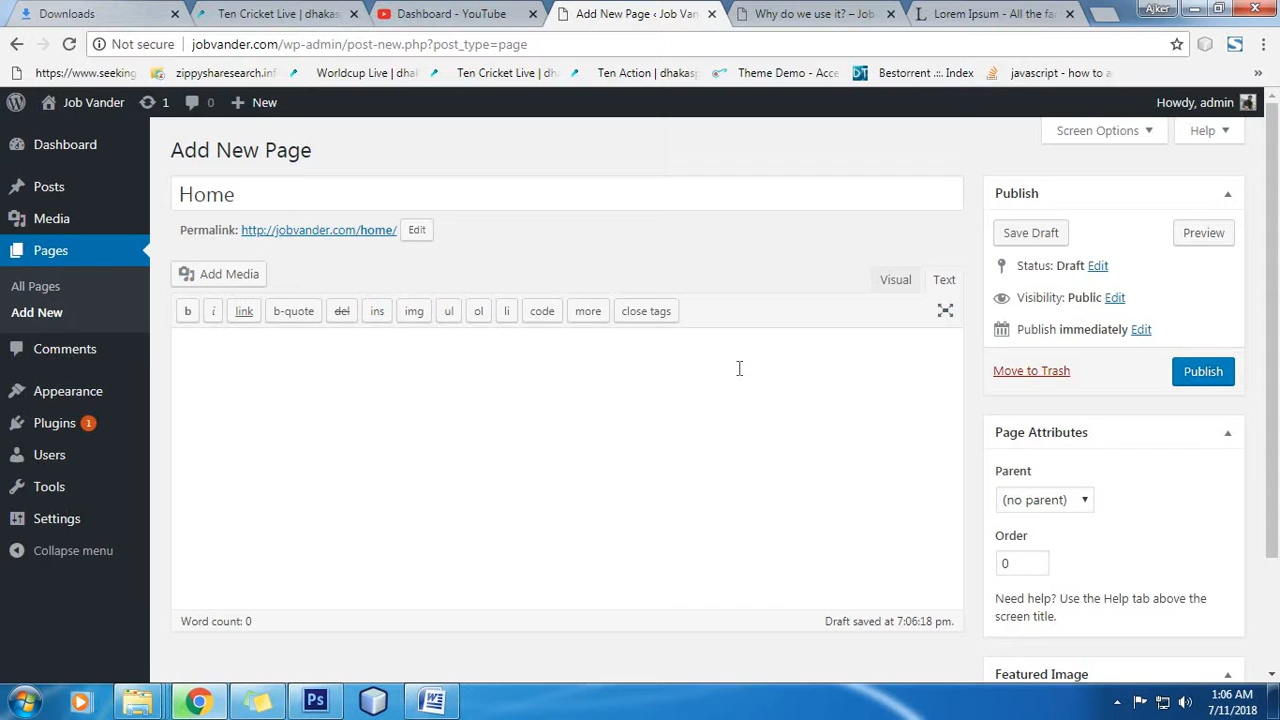 Downloads
Ten Cricket Live | dhakas
Dashboard - YouTube
Add New Page ‹ Job Van
Why do we use it? – Job
Lorem Ipsum - All the fac
Ajker
Not secure
jobvander.com/wp-admin/post-new.php?post_type=page
https://www.seeking
zippysharesearch.inf
Worldcup Live | dhal
Ten Cricket Live | dh
Ten Action | dhakasp
Theme Demo - Acce
DT
Bestorrent .::. Index
javascript - how to a
»
Job Vander
1
0
New
Howdy, admin
Dashboard
Posts
Media
Pages
All Pages
Add New
Comments
Appearance
Plugins 1
Users
Tools
Settings
Collapse menu
Screen Options
Help
Add New Page
Home
Permalink: http://jobvander.com/home/ Edit
Add Media
Visual
Text
b
i
link
b-quote
del
ins
img
ul
ol
li
code
more
close tags
Word count: 0
Draft saved at 7:06:18 pm.
Publish
Save Draft
Preview
Status: Draft Edit
Visibility: Public Edit
Publish immediately Edit
Move to Trash
Publish
Page Attributes
Parent
(no parent)
Order
0
Need help? Use the Help tab above the
screen title.
Featured Image
Ps
W
1:06 AM
7/11/2018